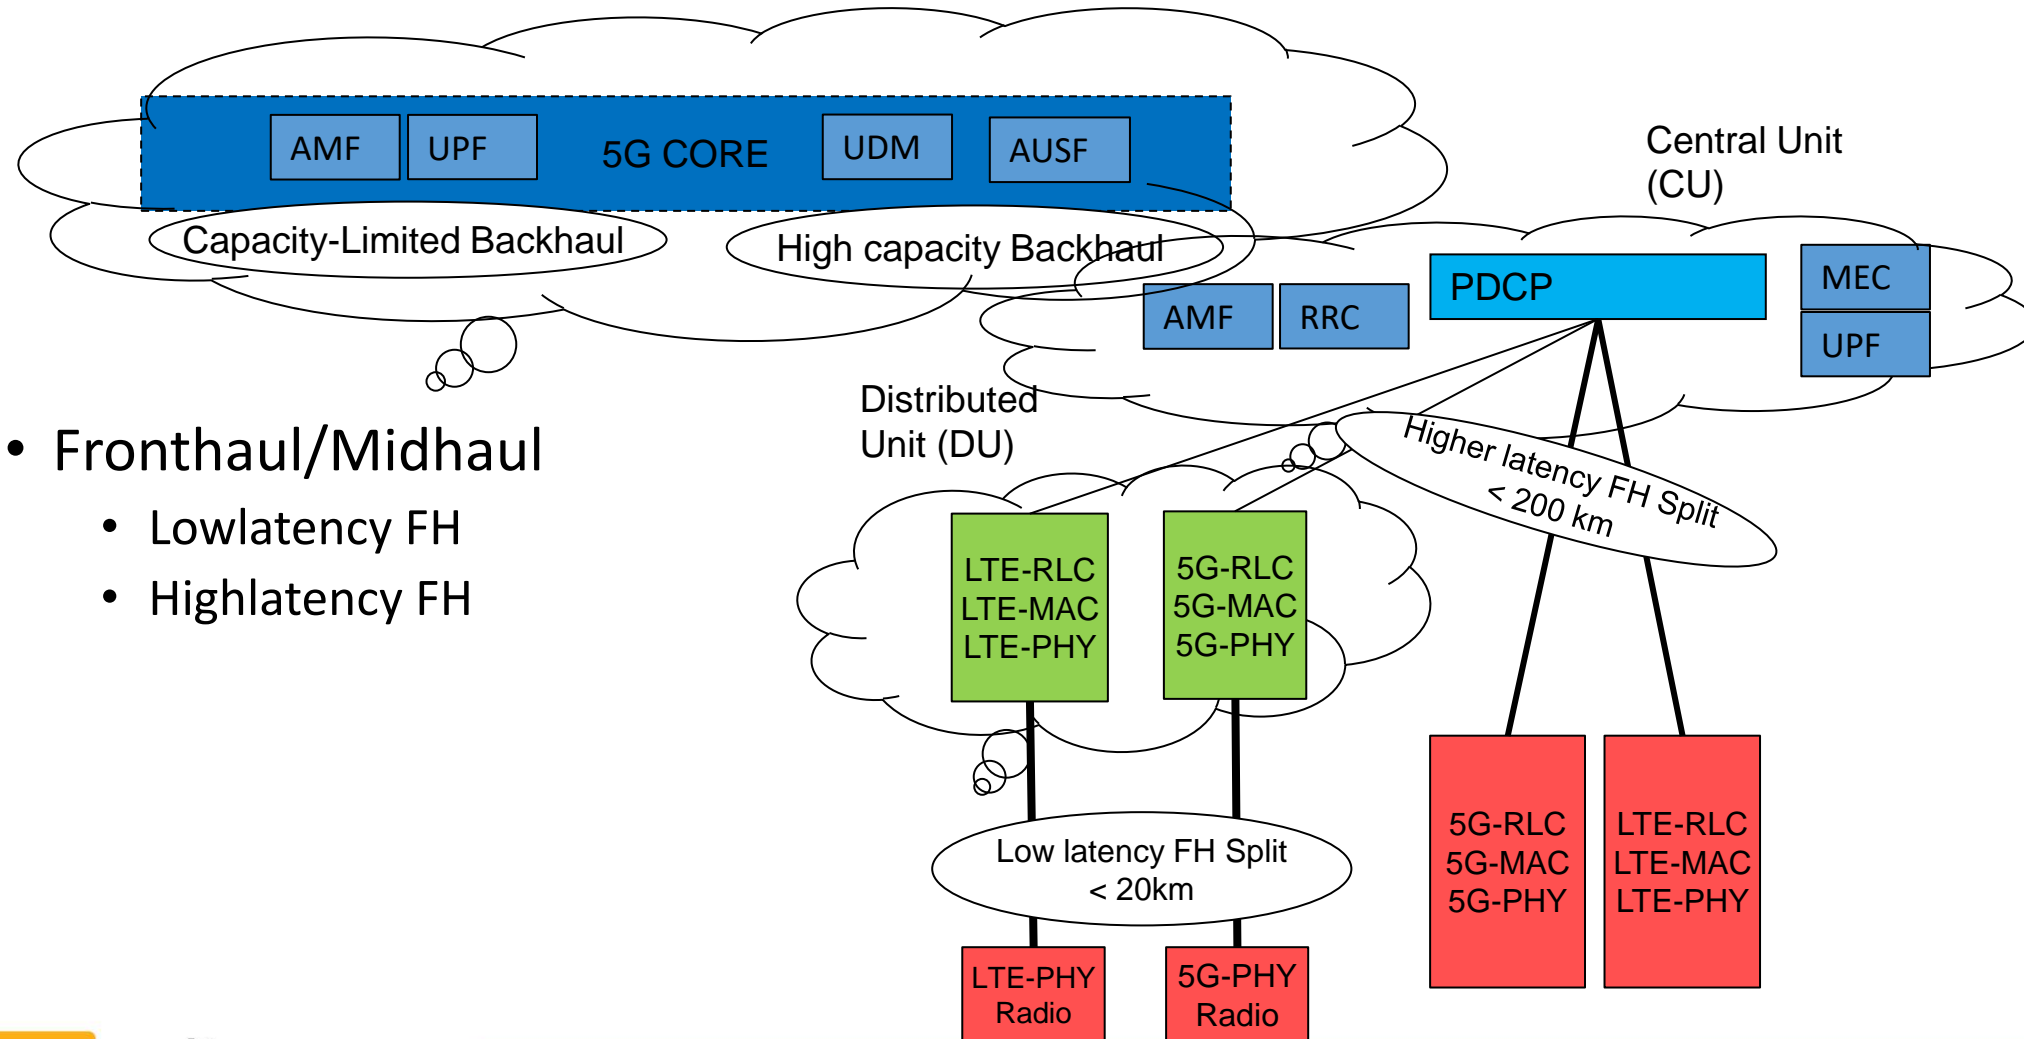 AMF
UPF
5G CORE
UDM
AUSF
Capacity-Limited Backhaul
High capacity Backhaul
Central Unit
(CU)
AMF
RRC
PDCP
MEC
UPF
Distributed
Unit (DU)
Higher latency FH Split
< 200 km
• Fronthaul/Midhaul
• Lowlatency FH
• Highlatency FH
LTE-RLC
LTE-MAC
LTE-PHY
5G-RLC
5G-MAC
5G-PHY
Low latency FH Split
< 20km
5G-RLC
5G-MAC
5G-PHY
LTE-RLC
LTE-MAC
LTE-PHY
LTE-PHY
Radio
5G-PHY
Radio